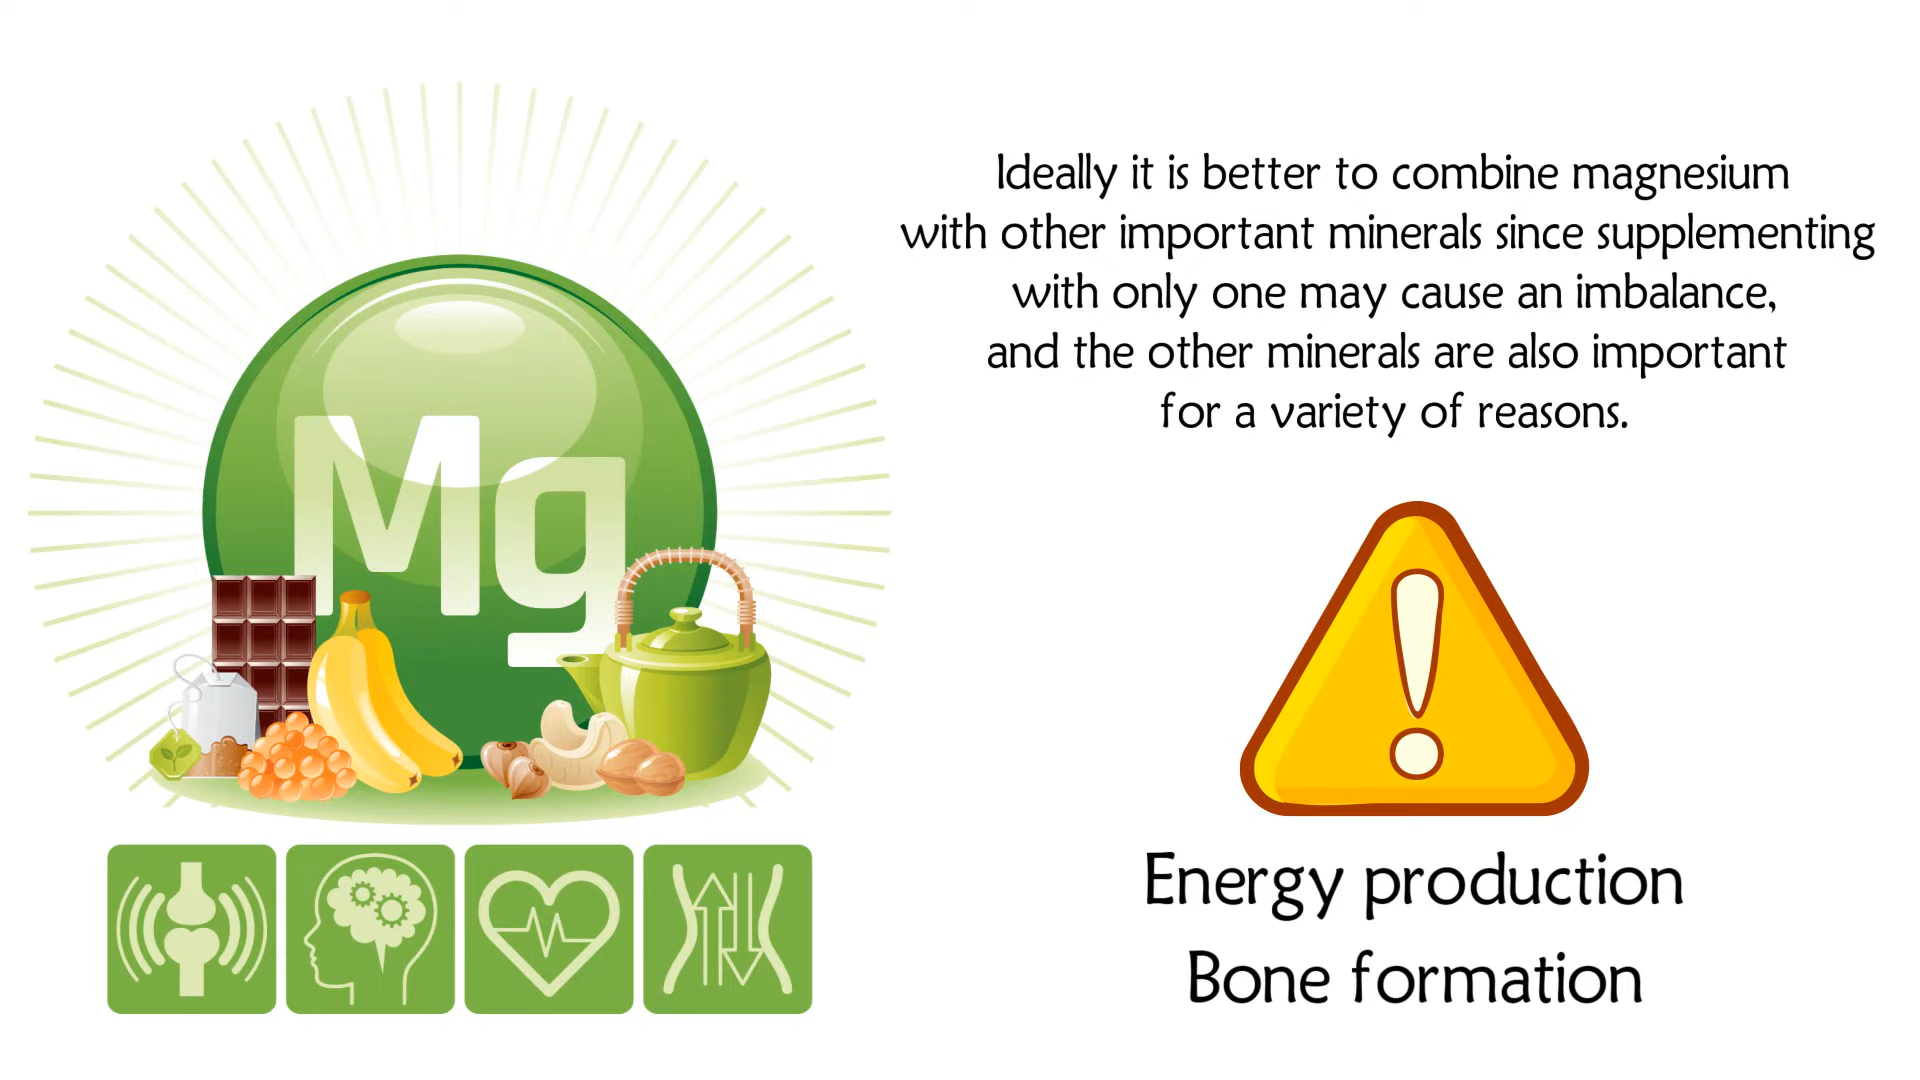 Mg
Ideally it is better to combine magnesium
with other important minerals since supplementing
with only one may cause an imbalance,
and the other minerals are also important
for a variety of reasons.
Energy production
Bone formation